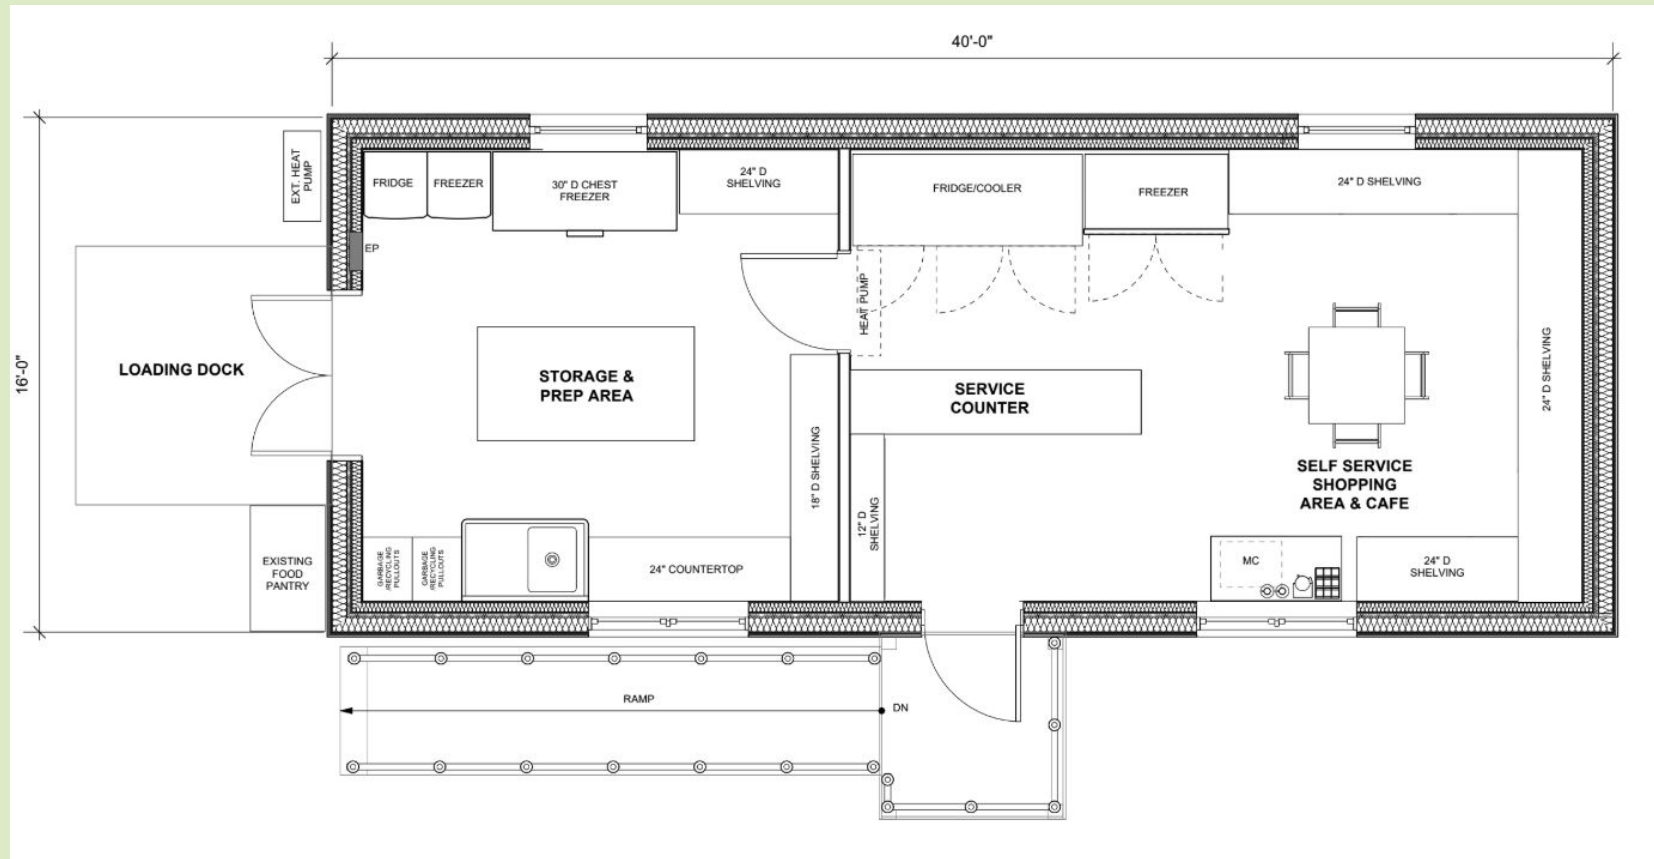 40'-0"
16'-0"
EXT. HEAT
PUMP
FRIDGE
FREEZER
30" D CHEST
FREEZER
24" D
SHELVING
FRIDGE/COOLER
FREEZER
24" D SHELVING
EP
HEAT PUMP
LOADING DOCK
STORAGE &
PREP AREA
SERVICE
COUNTER
24" D SHELVING
18" D SHELVING
12" D
SHELVING
SELF SERVICE
SHOPPING
AREA & CAFE
EXISTING
FOOD
PANTRY
GARBAGE
/RECYCLING
PULLOUTS
GARBAGE
/RECYCLING
PULLOUTS
24" COUNTERTOP
MC
24" D
SHELVING
RAMP
DN